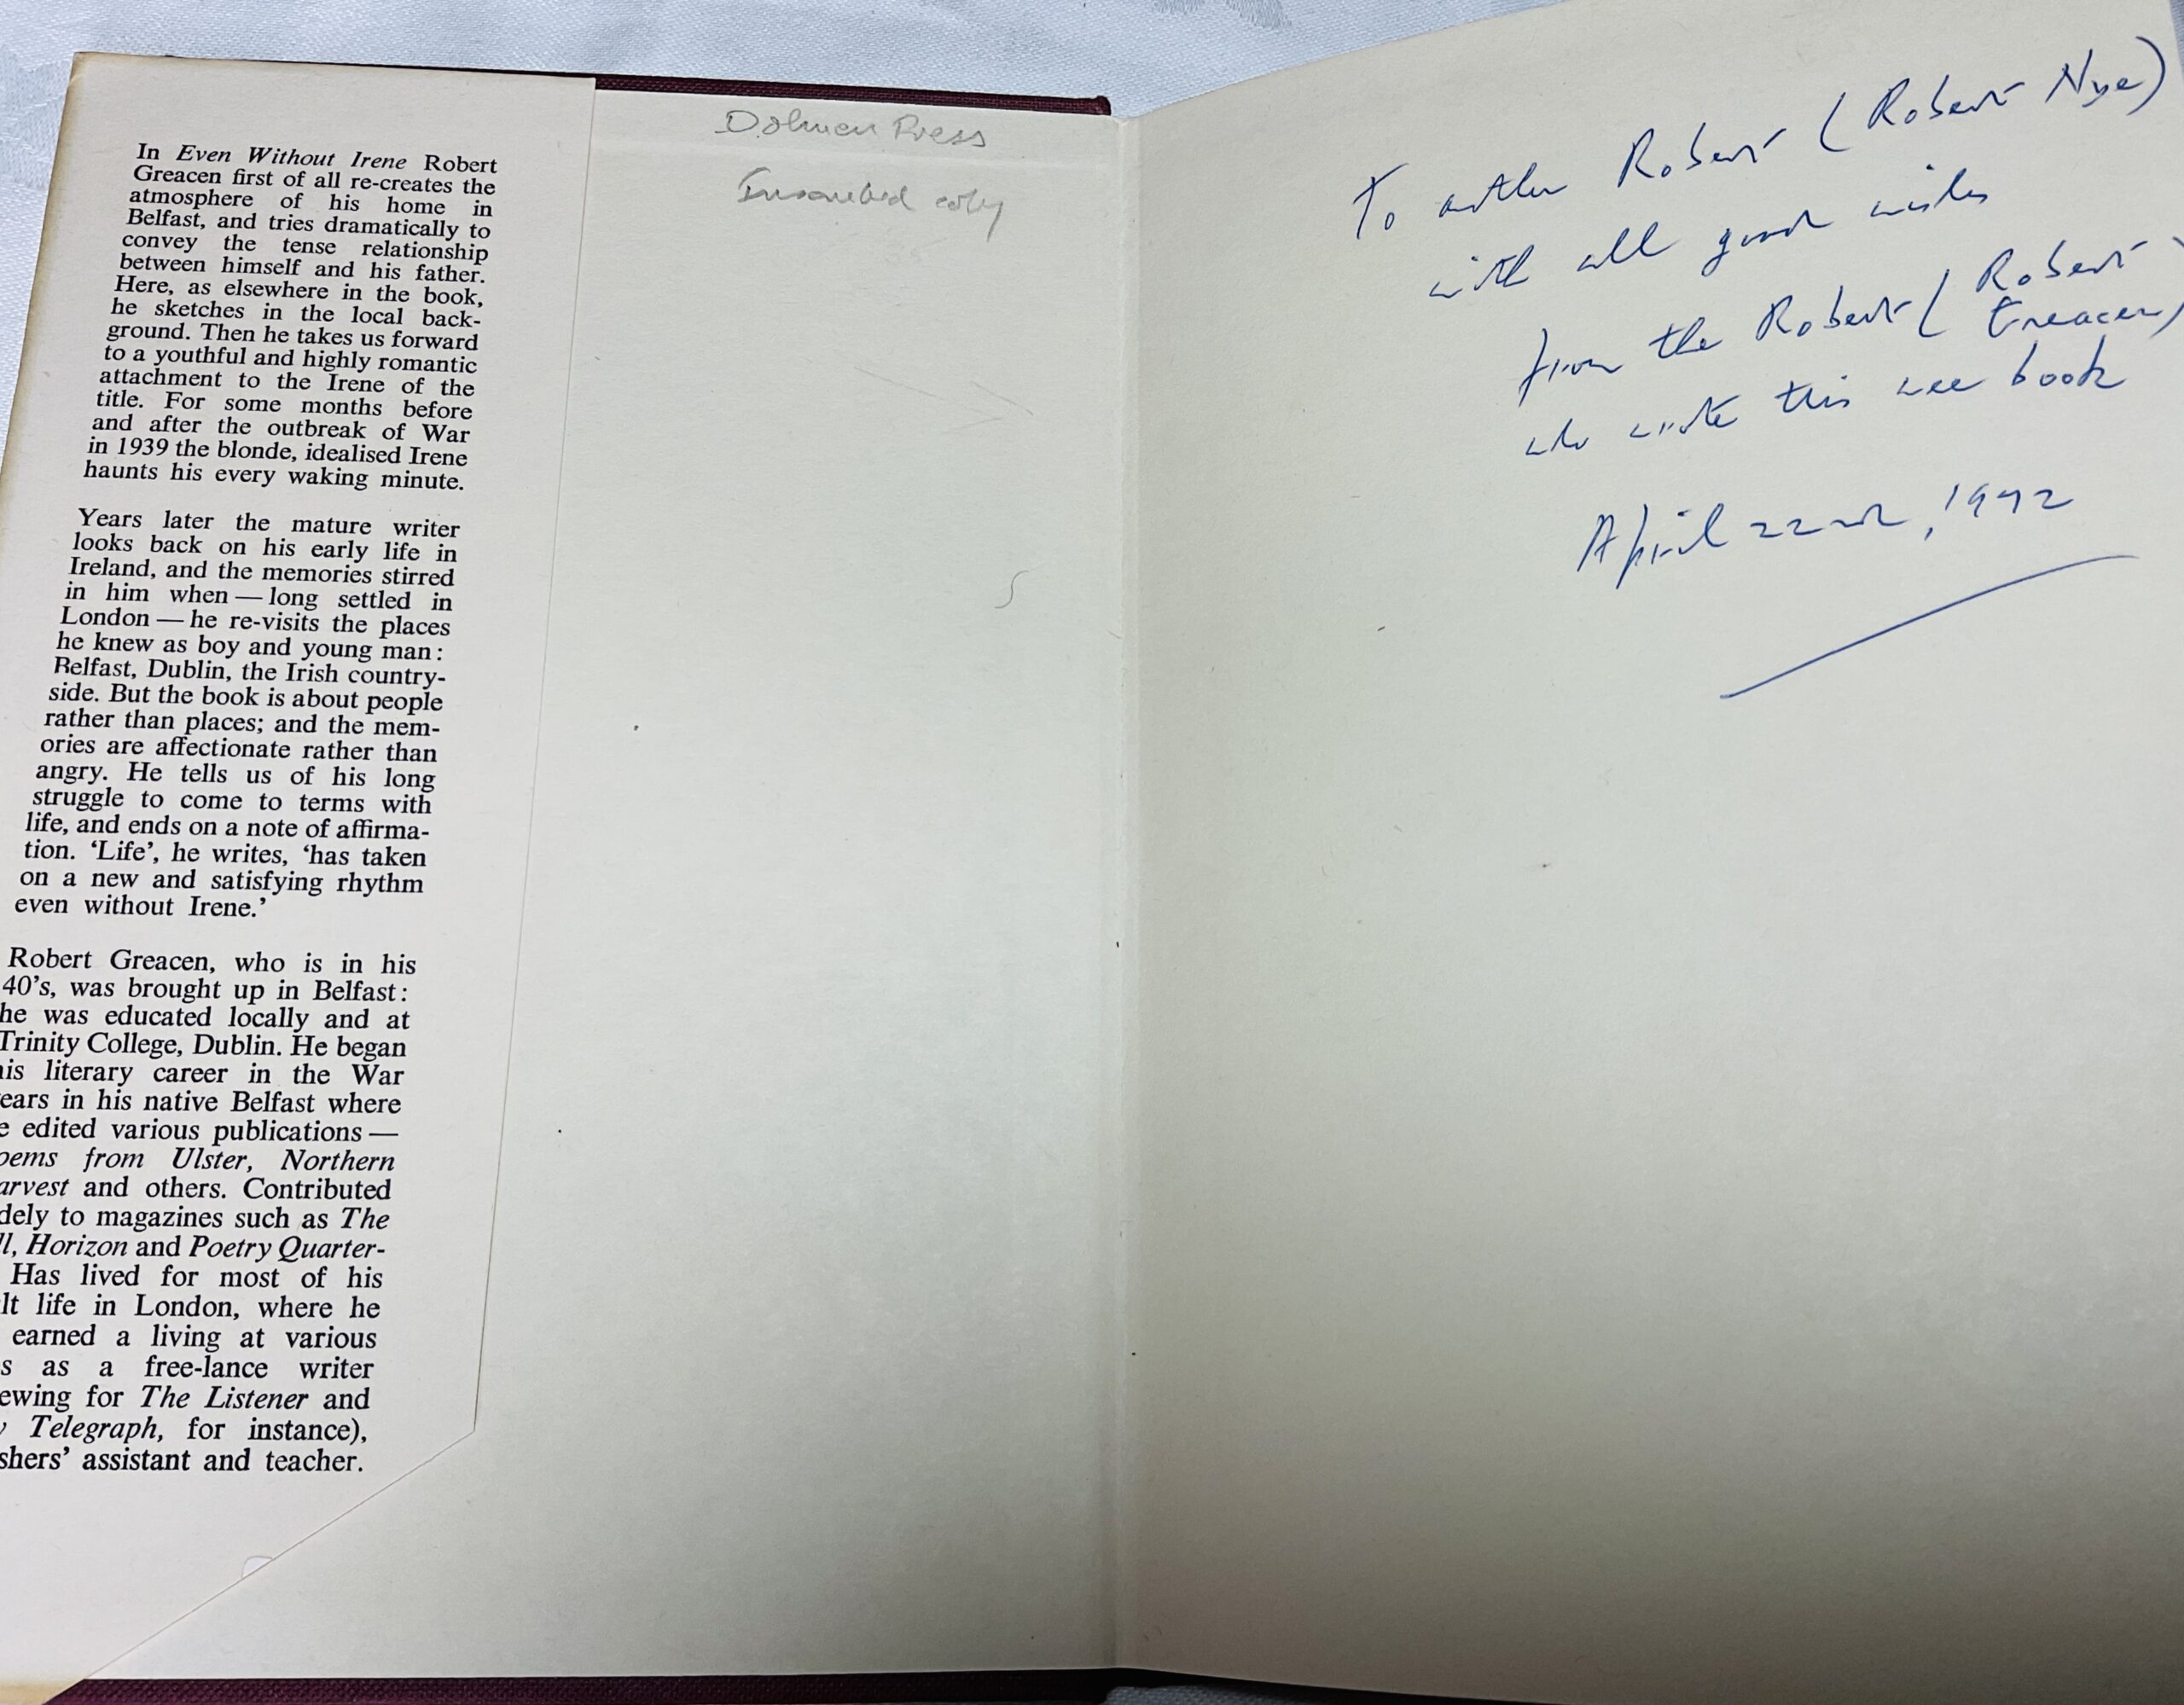 In Even Without Irene Robert
Greacen first of all re-creates the
atmosphere of his home in
Belfast, and tries dramatically to
convey the tense relationship
between himself and his father.
Here, as elsewhere in the book,
he sketches in the local back-
ground. Then he takes us forward
to a youthful and highly romantic
attachment to the Irene of the
title. For some months before
and after the outbreak of War
in 1939 the blonde, idealised Irene
haunts his every waking minute.
Years later the mature writer
looks back on his early life in
Ireland, and the memories stirred
in him when — long settled in
London — he re-visits the places
he knew as boy and young man:
Belfast, Dublin, the Irish country-
side. But the book is about people
rather than places; and the mem-
ories are affectionate rather than
angry. He tells us of his long
struggle to come to terms with
life, and ends on a note of affirma-
tion. ‘Life’, he writes, ‘has taken
on a new and satisfying rhythm
even without Irene.’
Robert Greacen, who is in his
40’s, was brought up in Belfast:
he was educated locally and at
Trinity College, Dublin. He began
is literary career in the War
ears in his native Belfast where
e edited various publications —
oems from Ulster, Northern
arvest and others. Contributed
dely to magazines such as The
ll, Horizon and Poetry Quarter-
Has lived for most of his
lt life in London, where he
earned a living at various
s as a free-lance writer
ewing for The Listener and
y Telegraph, for instance),
shers’ assistant and teacher.
Dolmen Press
Inscribed copy
To another Robert (Robert Nye)
with all good wishes
from the Robert (Robert
Greacen)
who wrote this wee book
April 22nd, 1992